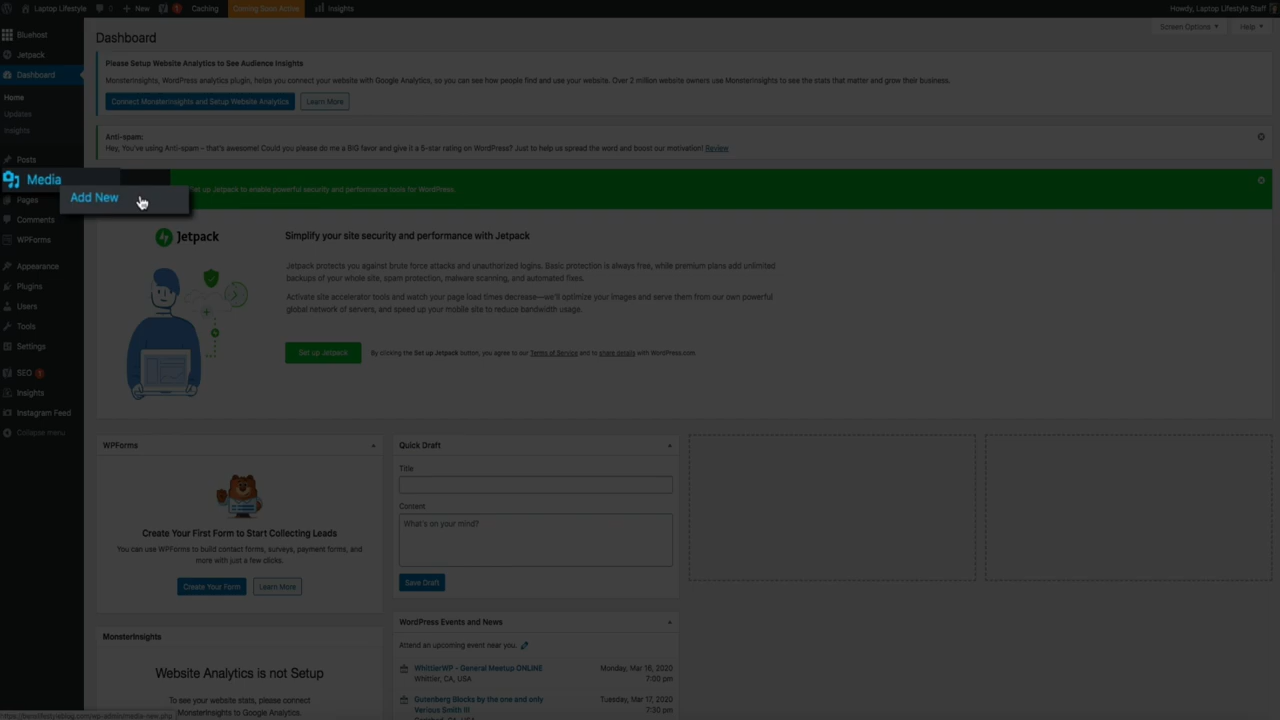 Laptop Lifestyle
0
New
1
Caching
Coming Soon Active
Insights
Howdy, Laptop Lifestyle Staff
Screen Options
Help
Bluehost
Jetpack
Dashboard
Home
Updates
Insights
Posts
Media
Add New
Pages
Comments
WPForms
Appearance
Plugins
Users
Tools
Settings
SEO 1
Insights
Instagram Feed
Collapse menu
Dashboard
Please Setup Website Analytics to See Audience Insights
MonsterInsights, WordPress analytics plugin, helps you connect your website with Google Analytics, so you can see how people find and use your website. Over 2 million website owners use MonsterInsights to see the stats that matter and grow their business.
Connect MonsterInsights and Setup Website Analytics
Learn More
Anti-spam:
Hey, You've using Anti-spam – that's awesome! Could you please do me a BIG favor and give it a 5-star rating on WordPress? Just to help us spread the word and boost our motivation! Review
set up Jetpack to enable powerful security and performance tools for WordPress.
Jetpack
Simplify your site security and performance with Jetpack
Jetpack protects you against brute force attacks and unauthorized logins. Basic protection is always free, while premium plans add unlimited
backups of your whole site, spam protection, malware scanning, and automated fixes.
Activate site accelerator tools and watch your page load times decrease—we'll optimize your images and serve them from our own powerful
global network of servers, and speed up your mobile site to reduce bandwidth usage.
Set up Jetpack
By clicking the Set up Jetpack button, you agree to our Terms of Service and to share details with WordPress.com.
WPForms
Create Your First Form to Start Collecting Leads
You can use WPForms to build contact forms, surveys, payment forms, and
more with just a few clicks.
Create Your Form
Learn More
MonsterInsights
Website Analytics is not Setup
To see your website stats, please connect
MonsterInsights to Google Analytics.
Quick Draft
Title
Content
What's on your mind?
Save Draft
WordPress Events and News
Attend an upcoming event near you.
WhittierWP - General Meetup ONLINE
Whittier, CA, USA
Monday, Mar 16, 2020
7:00 pm
Gutenberg Blocks by the one and only
Verious Smith III
Tuesday, Mar 17, 2020
7:30 pm